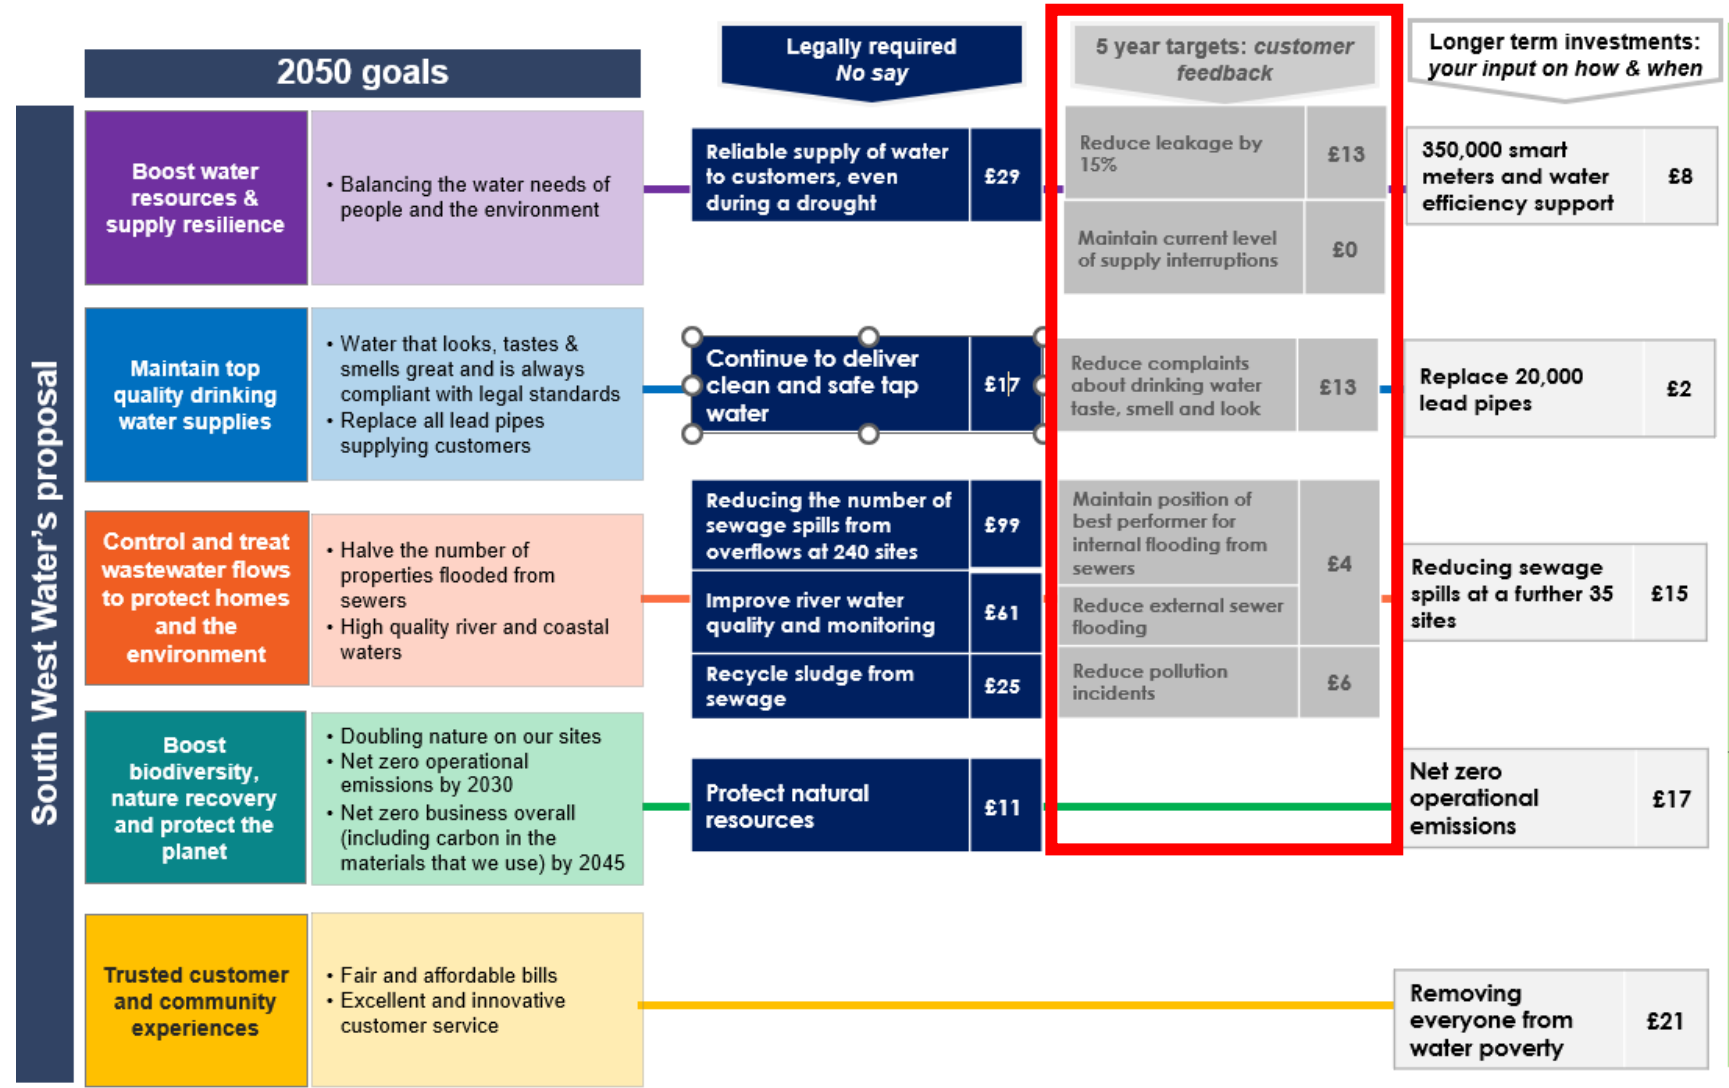 2050 goals
Legally required
No say
5 year targets: customer
feedback
Longer term investments:
your input on how & when
South West Water's proposal
Boost water
resources &
supply resilience
• Balancing the water needs of
people and the environment
Reliable supply of water
to customers, even
during a drought
£29
Reduce leakage by
15%
£13
Maintain current level
of supply interruptions
£0
350,000 smart
meters and water
efficiency support
£8
Maintain top
quality drinking
water supplies
• Water that looks, tastes &
smells great and is always
compliant with legal standards
• Replace all lead pipes
supplying customers
Continue to deliver
clean and safe tap
water
£17
Reduce complaints
about drinking water
taste, smell and look
£13
Replace 20,000
lead pipes
£2
Control and treat
wastewater flows
to protect homes
and the
environment
• Halve the number of
properties flooded from
sewers
• High quality river and coastal
waters
Reducing the number of
sewage spills from
overflows at 240 sites
£99
Improve river water
quality and monitoring
£61
Recycle sludge from
sewage
£25
Maintain position of
best performer for
internal flooding from
sewers
Reduce external sewer
flooding
£4
Reduce pollution
incidents
£6
Reducing sewage
spills at a further 35
sites
£15
Boost
biodiversity,
nature recovery
and protect the
planet
• Doubling nature on our sites
• Net zero operational
emissions by 2030
• Net zero business overall
(including carbon in the
materials that we use) by 2045
Protect natural
resources
£11
Net zero
operational
emissions
£17
Trusted customer
and community
experiences
• Fair and affordable bills
• Excellent and innovative
customer service
Removing
everyone from
water poverty
£21